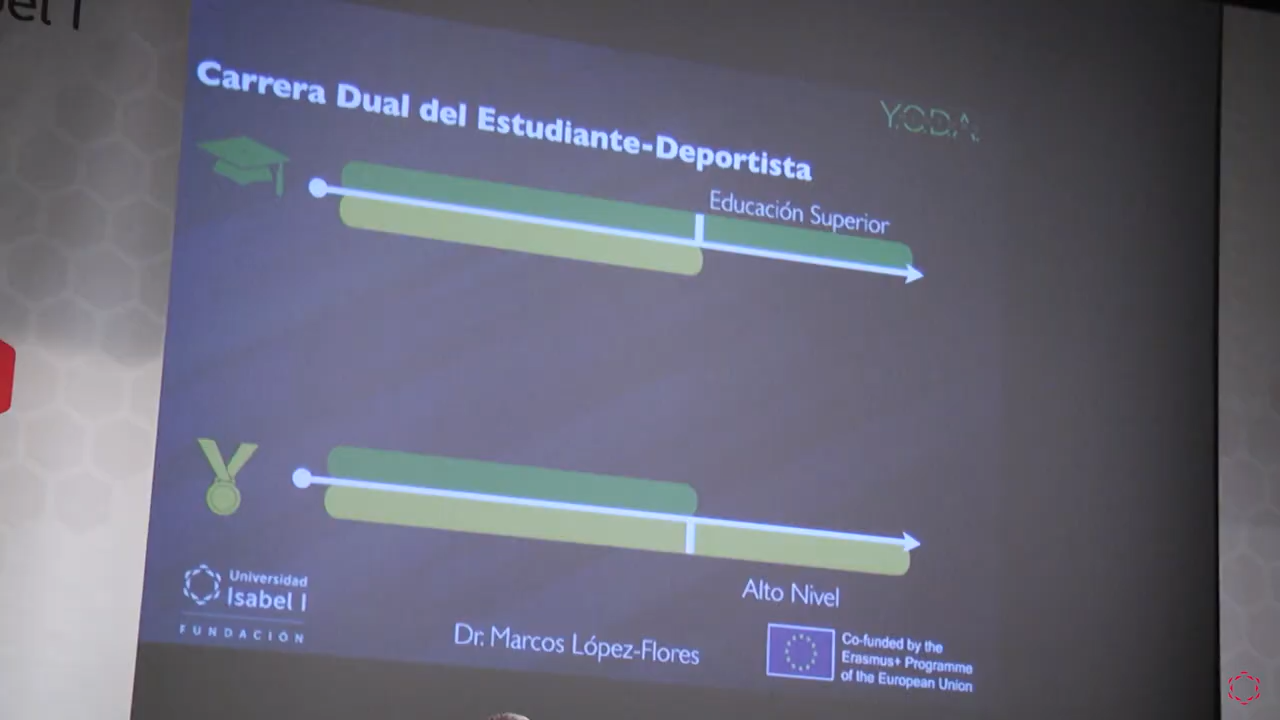 Carrera Dual del Estudiante-Deportista
YODA
Educación Superior
Alto Nivel
Universidad
Isabel I
FUNDACIÓN
Dr. Marcos López-Flores
Co-funded by the
Erasmus+ Programme
of the European Union